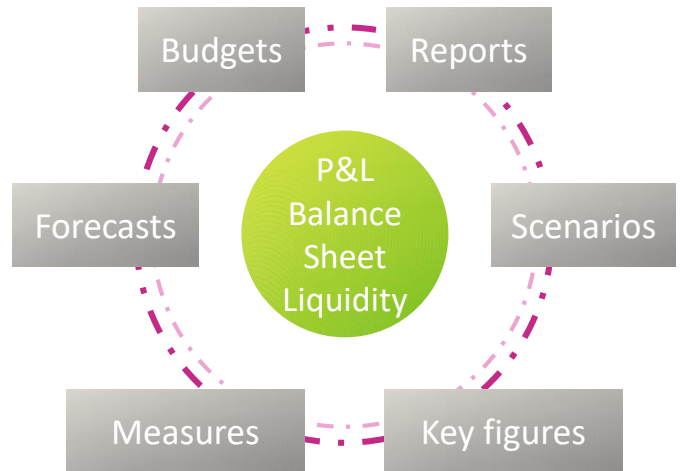 Budgets
Reports
P&L
Balance
Sheet
Liquidity
Forecasts
Scenarios
Measures
Key figures